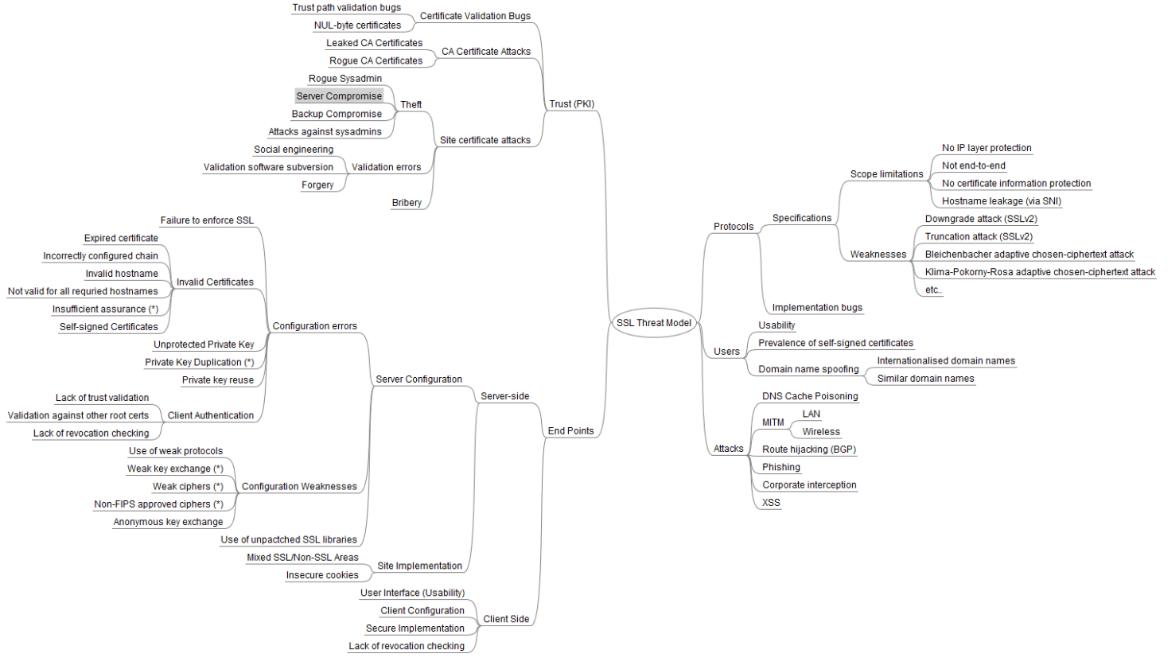 SSL Threat Model
Trust (PKI)
Certificate Validation Bugs
Trust path validation bugs
NUL-byte certificates
CA Certificate Attacks
Leaked CA Certificates
Rogue CA Certificates
Site certificate attacks
Theft
Rogue Sysadmin
Server Compromise
Backup Compromise
Attacks against sysadmins
Validation errors
Social engineering
Validation software subversion
Forgery
Bribery
End Points
Server-side
Server Configuration
Configuration errors
Failure to enforce SSL
Invalid Certificates
Expired certificate
Incorrectly configured chain
Invalid hostname
Not valid for all requried hostnames
Insufficient assurance (*)
Self-signed Certificates
Unprotected Private Key
Private Key Duplication (*)
Private key reuse
Client Authentication
Lack of trust validation
Validation against other root certs
Lack of revocation checking
Configuration Weaknesses
Use of weak protocols
Weak key exchange (*)
Weak ciphers (*)
Non-FIPS approved ciphers (*)
Anonymous key exchange
Use of unpactched SSL libraries
Site Implementation
Mixed SSL/Non-SSL Areas
Insecure cookies
Client Side
User Interface (Usability)
Client Configuration
Secure Implementation
Lack of revocation checking
Protocols
Specifications
Scope limitations
No IP layer protection
Not end-to-end
No certificate information protection
Hostname leakage (via SNI)
Weaknesses
Downgrade attack (SSLv2)
Truncation attack (SSLv2)
Bleichenbacher adaptive chosen-ciphertext attack
Klima-Pokorny-Rosa adaptive chosen-ciphertext attack
etc..
Implementation bugs
Users
Usability
Prevalence of self-signed certificates
Domain name spoofing
Internationalised domain names
Similar domain names
Attacks
DNS Cache Poisoning
MITM
LAN
Wireless
Route hijacking (BGP)
Phishing
Corporate interception
XSS